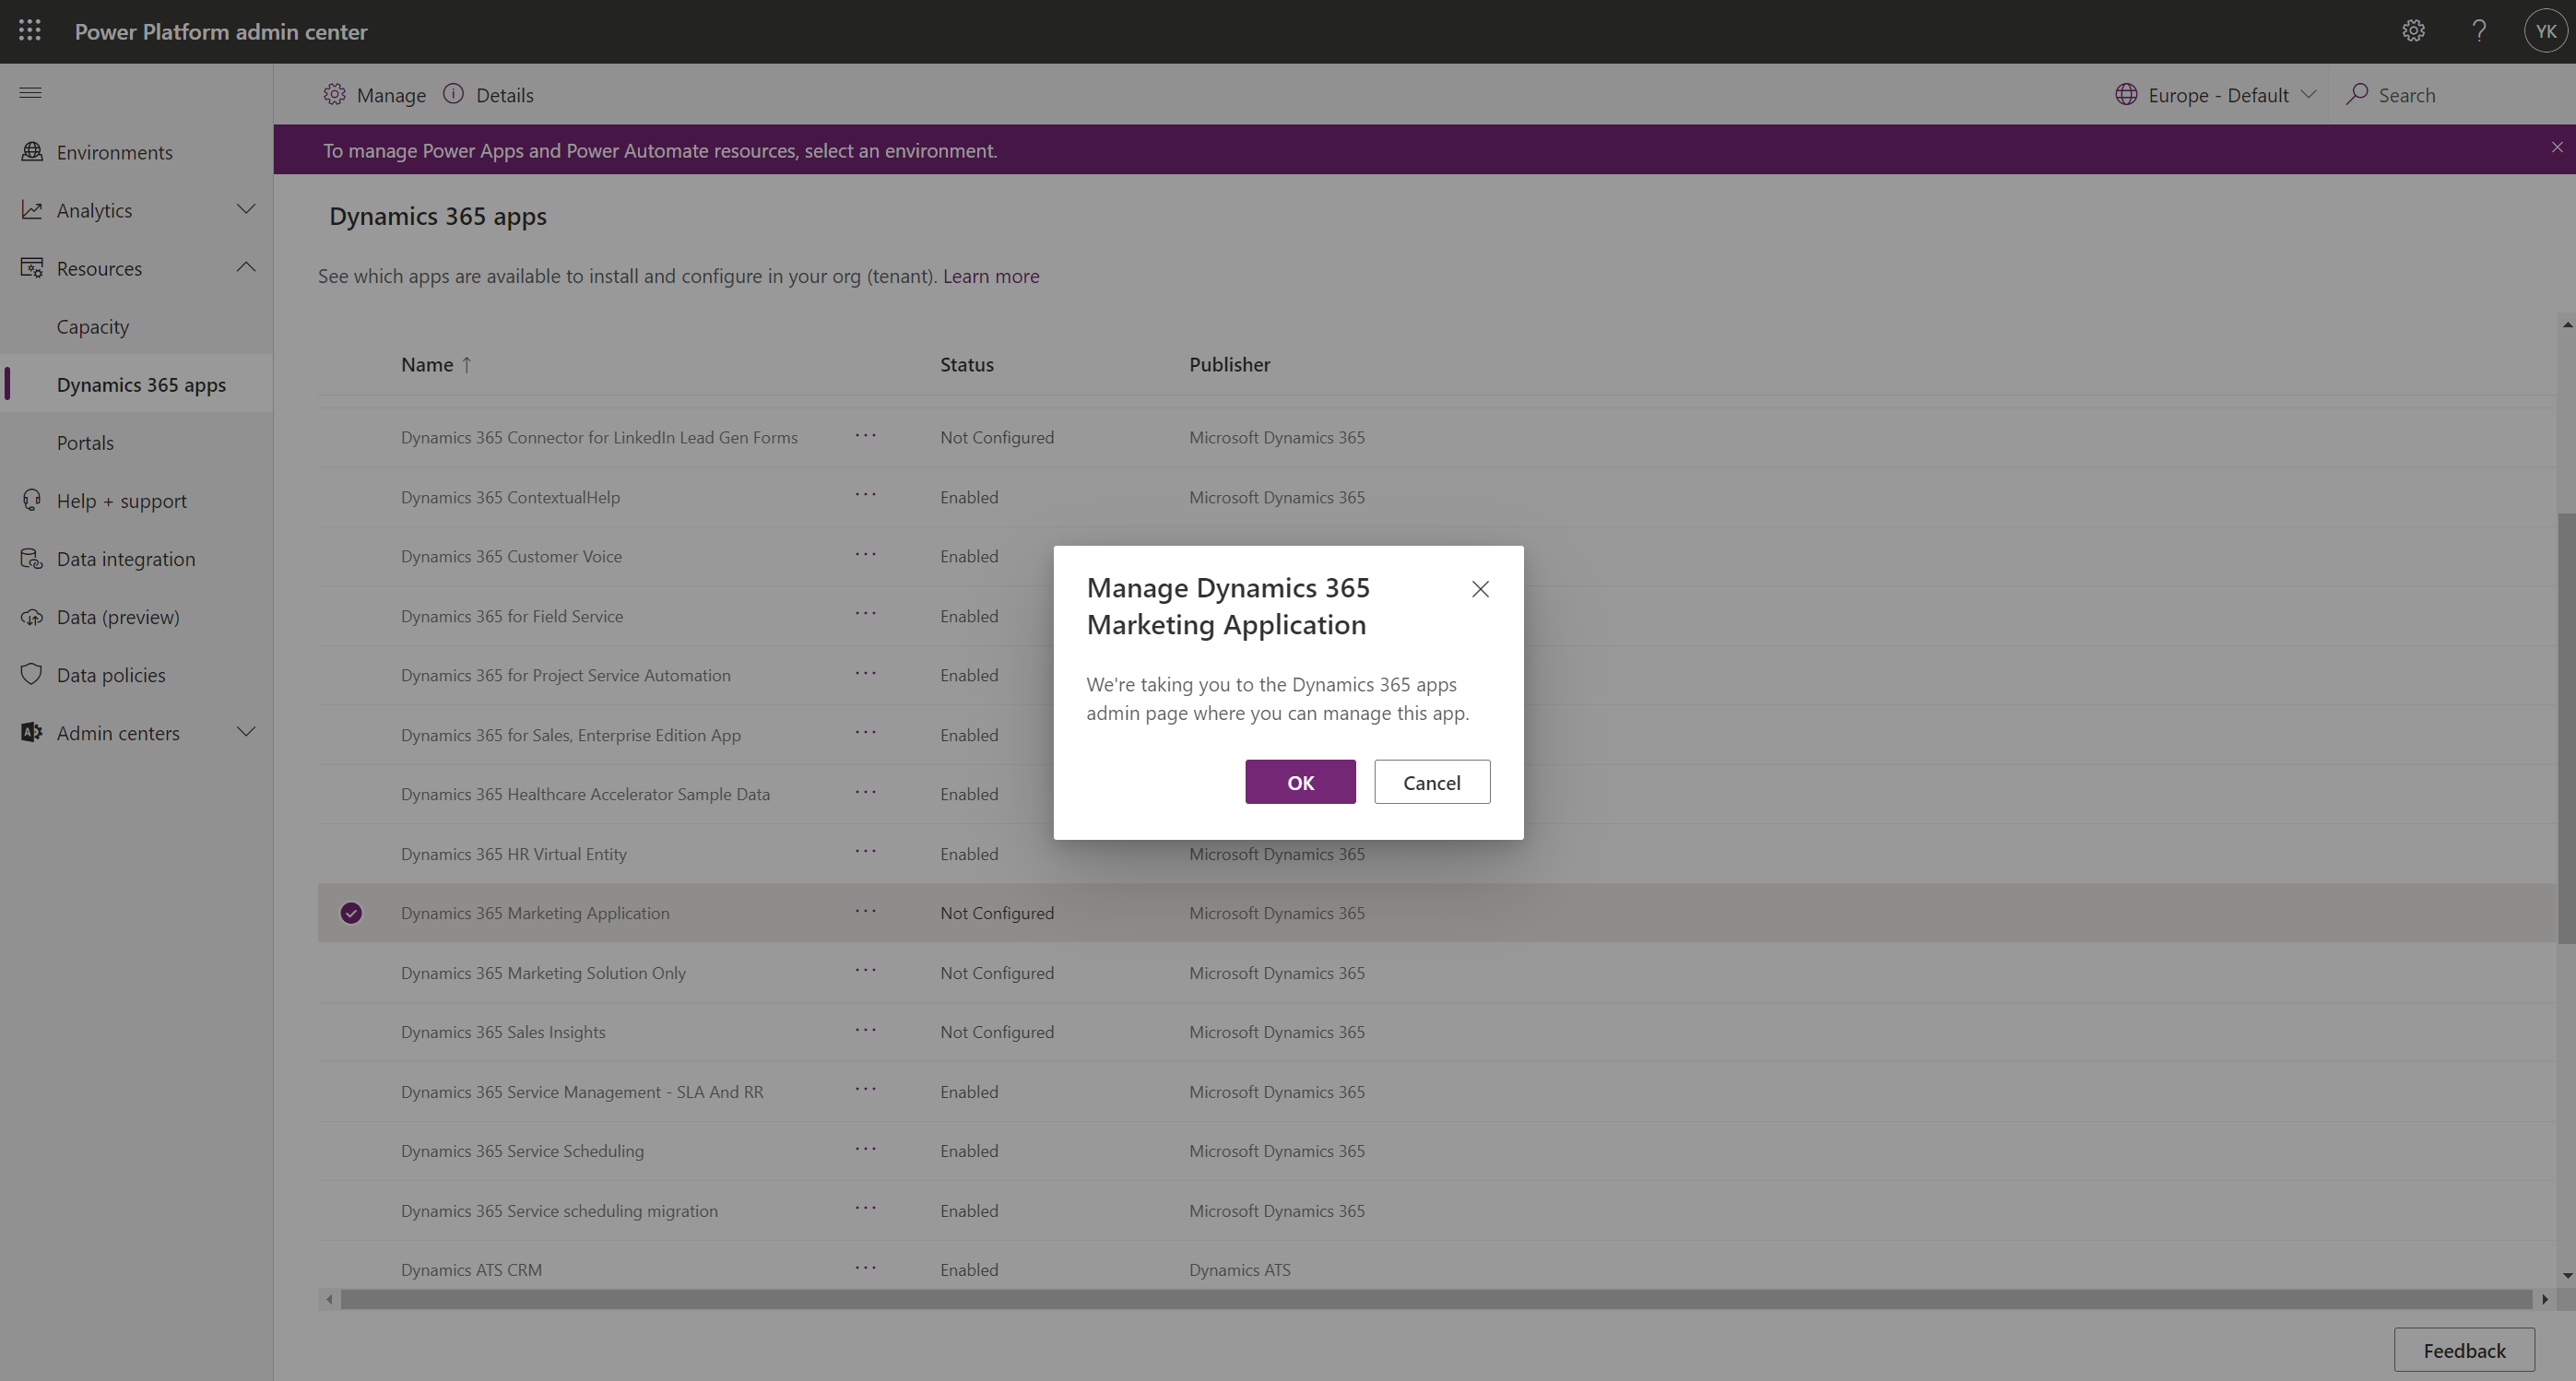 Power Platform admin center
YK
Manage
Details
Europe - Default
Search
To manage Power Apps and Power Automate resources, select an environment.
Environments
Analytics
Resources
Capacity
Dynamics 365 apps
Portals
Help + support
Data integration
Data (preview)
Data policies
Admin centers
Dynamics 365 apps
See which apps are available to install and configure in your org (tenant). Learn more
Name ↑ Status Publisher
Dynamics 365 Connector for LinkedIn Lead Gen Forms ... Not Configured Microsoft Dynamics 365
Dynamics 365 ContextualHelp ... Enabled Microsoft Dynamics 365
Dynamics 365 Customer Voice ... Enabled
Dynamics 365 for Field Service ... Enabled
Dynamics 365 for Project Service Automation ... Enabled
Dynamics 365 for Sales, Enterprise Edition App ... Enabled
Dynamics 365 Healthcare Accelerator Sample Data ... Enabled
Dynamics 365 HR Virtual Entity ... Enabled Microsoft Dynamics 365
Dynamics 365 Marketing Application ... Not Configured Microsoft Dynamics 365
Dynamics 365 Marketing Solution Only ... Not Configured Microsoft Dynamics 365
Dynamics 365 Sales Insights ... Not Configured Microsoft Dynamics 365
Dynamics 365 Service Management - SLA And RR ... Enabled Microsoft Dynamics 365
Dynamics 365 Service Scheduling ... Enabled Microsoft Dynamics 365
Dynamics 365 Service scheduling migration ... Enabled Microsoft Dynamics 365
Dynamics ATS CRM ... Enabled Dynamics ATS
Manage Dynamics 365
Marketing Application
We're taking you to the Dynamics 365 apps
admin page where you can manage this app.
OK
Cancel
Feedback